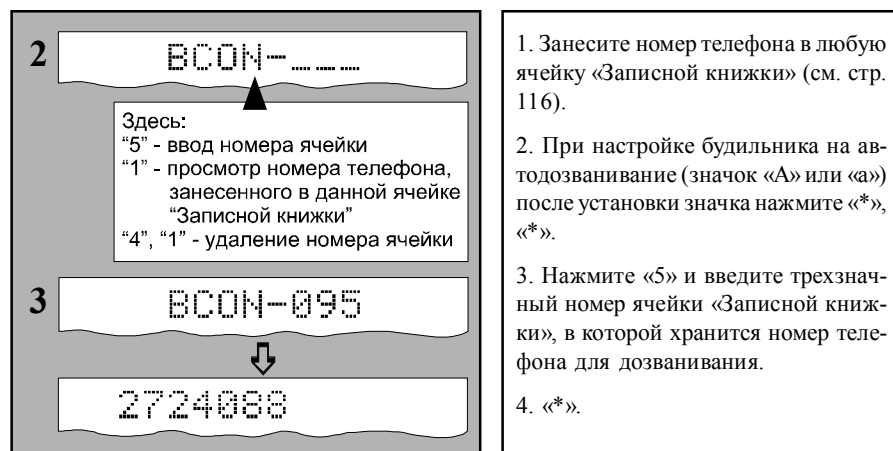 2
BCON-___
Здесь:
“5” - ввод номера ячейки
“1” - просмотр номера телефона,
занесенного в данной ячейке
“Записной книжки”
“4”, “1” - удаление номера ячейки
3
BCON-095
2724088
1. Занесите номер телефона в любую
ячейку «Записной книжки» (см. стр.
116).
2. При настройке будильника на ав-
тодозванивание (значок «А» или «а»)
после установки значка нажмите «*»,
«*».
3. Нажмите «5» и введите трехзнач-
ный номер ячейки «Записной книж-
ки», в которой хранится номер теле-
фона для дозванивания.
4. «*».